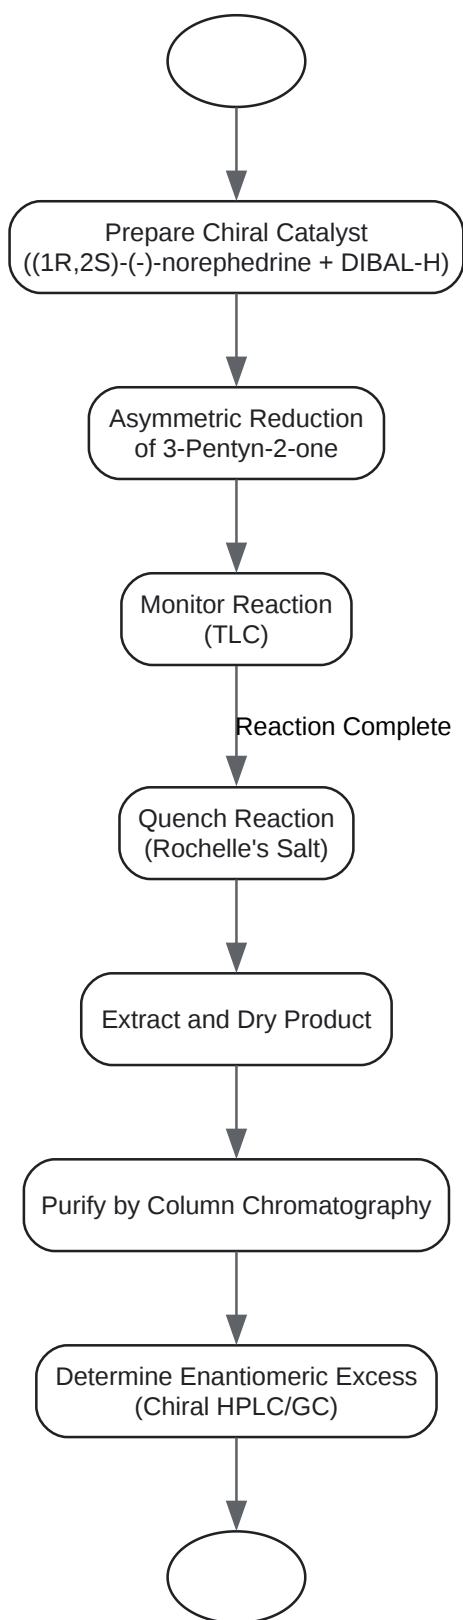 Prepare Chiral Catalyst
((1R,2S)-(-)-norephedrine + DIBAL-H)
Asymmetric Reduction
of 3-Pentyn-2-one
Monitor Reaction
(TLC)
Reaction Complete
Quench Reaction
(Rochelle's Salt)
Extract and Dry Product
Purify by Column Chromatography
Determine Enantiomeric Excess
(Chiral HPLC/GC)